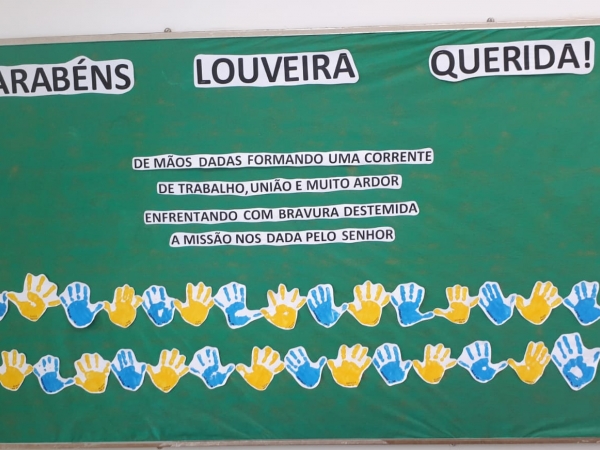 ARABÉNS LOUVEIRA QUERIDA!
DE MÃOS DADAS FORMANDO UMA CORRENTE
DE TRABALHO, UNIÃO E MUITO ARDOR
ENFRENTANDO COM BRAVURA DESTEMIDA
A MISSÃO NOS DADA PELO SENHOR